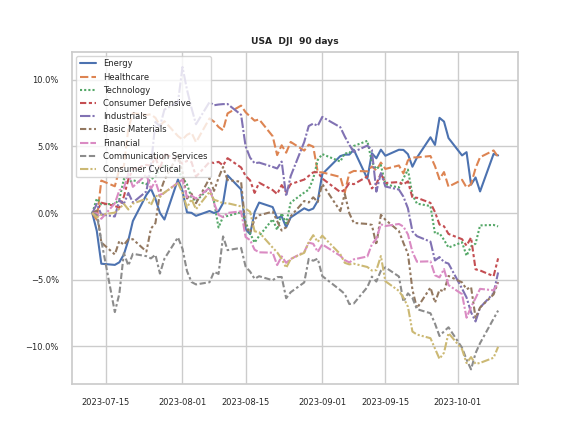 USA  DJI  90 days
Energy
Healthcare
Technology
Consumer Defensive
Industrials
Basic Materials
Financial
Communication Services
Consumer Cyclical
10.0%
5.0%
0.0%
−5.0%
−10.0%
2023-07-15 2023-08-01 2023-08-15 2023-09-01 2023-09-15 2023-10-01